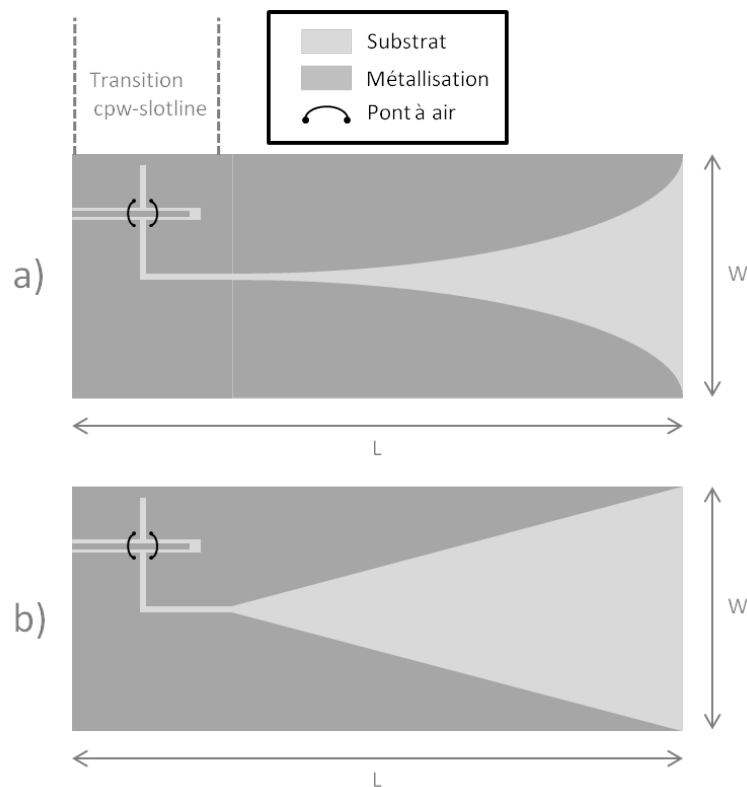 Substrat
Métallisation
Pont à air
Transition
cpw-slotline
a)
W
L
b)
W
L